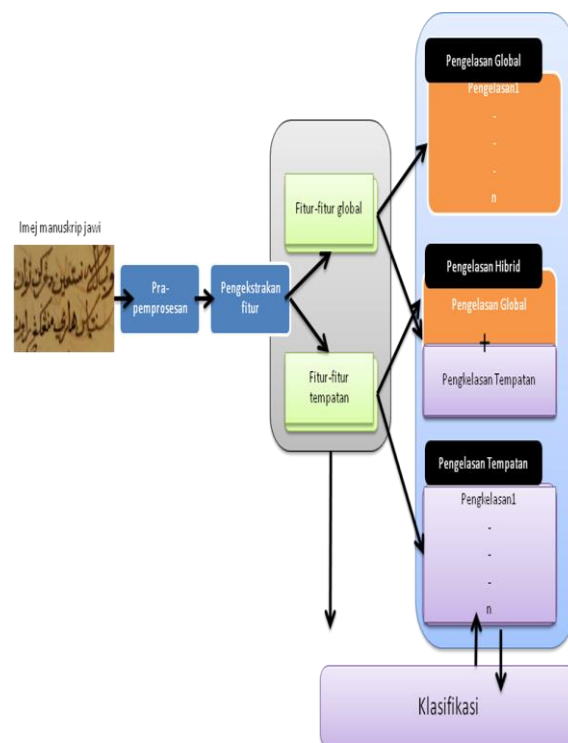 Imej manuskrip jawi
Pra-
pemprosesan
Pengekstrakan
fitur
Fitur-fitur global
Fitur-fitur
tempatan
Pengelasan Global
Pengelasan1
-
-
-
n
Pengelasan Hibrid
Pengelasan Global
+
Pengkelasan Tempatan
Pengelasan Tempatan
Pengkelasan1
-
-
-
n
Klasifikasi